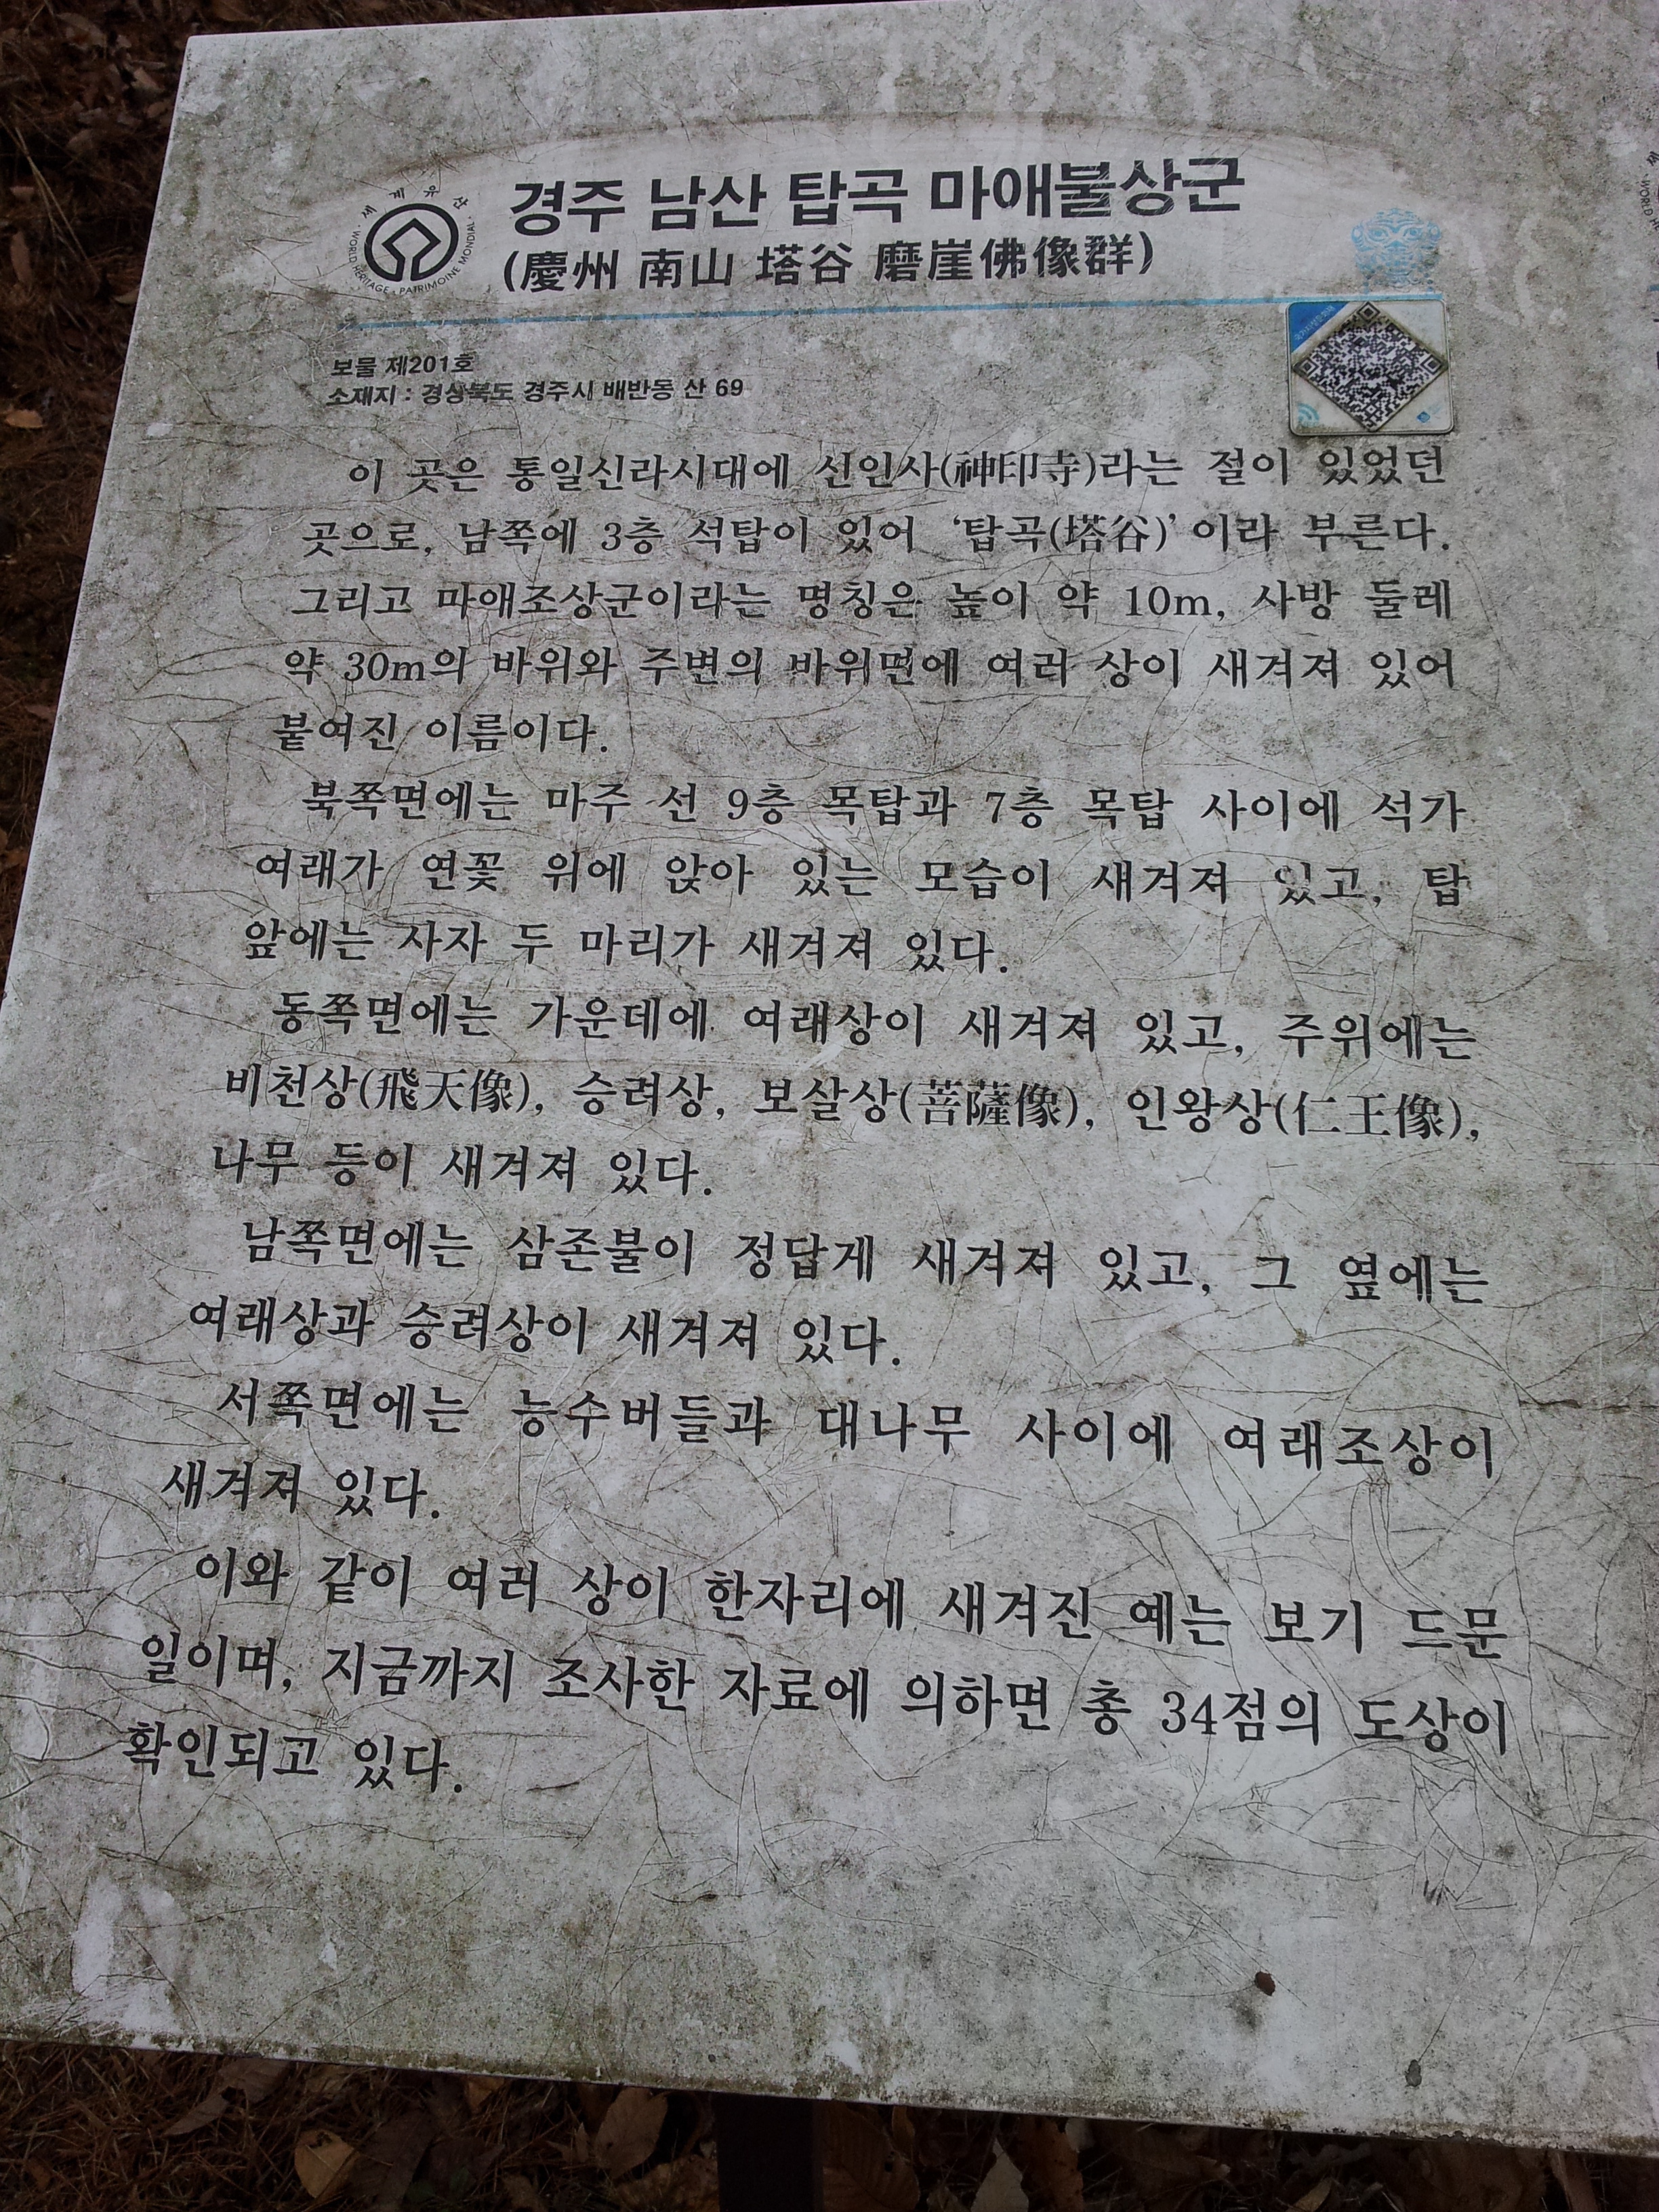 경주 남산 탑곡 마애불상군
(慶州 南山 塔谷 磨崖佛像群)
세계유산
WORLD HERITAGE · PATRIMOINE MONDIAL
보물 제201호
소재지 : 경상북도 경주시 배반동 산 69
이 곳은 통일신라시대에 신인사(神印寺)라는 절이 있었던
곳으로, 남쪽에 3층 석탑이 있어 ‘탑곡(塔谷)’이라 부른다.
그리고 마애조상군이라는 명칭은 높이 약 10m, 사방 둘레
약 30m의 바위와 주변의 바위면에 여러 상이 새겨져 있어
붙여진 이름이다.
북쪽면에는 마주 선 9층 목탑과 7층 목탑 사이에 석가
여래가 연꽃 위에 앉아 있는 모습이 새겨져 있고, 탑
앞에는 사자 두 마리가 새겨져 있다.
동쪽면에는 가운데에 여래상이 새겨져 있고, 주위에는
비천상(飛天像), 승려상, 보살상(菩薩像), 인왕상(仁王像),
나무 등이 새겨져 있다.
남쪽면에는 삼존불이 정답게 새겨져 있고, 그 옆에는
여래상과 승려상이 새겨져 있다.
서쪽면에는 능수버들과 대나무 사이에 여래조상이
새겨져 있다.
이와 같이 여러 상이 한자리에 새겨진 예는 보기 드문
일이며, 지금까지 조사한 자료에 의하면 총 34점의 도상이
확인되고 있다.